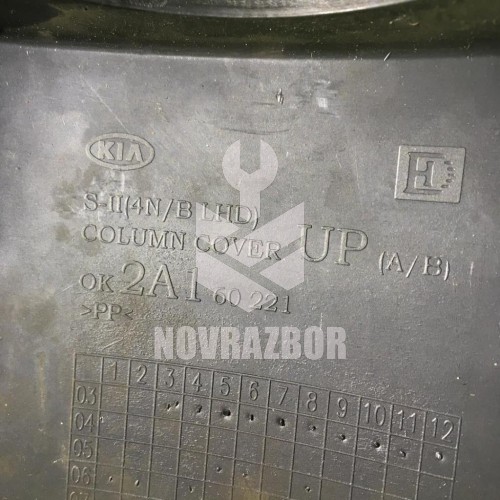 KIA
E
S-II(4N/B LHD)
COLUMN COVER UP (A/B)
OK 2A1 60 221
>PP<
NOVRAZBOR
1 2 3 4 5 6 7 8 9 10 11 12
03
04
05
06
07